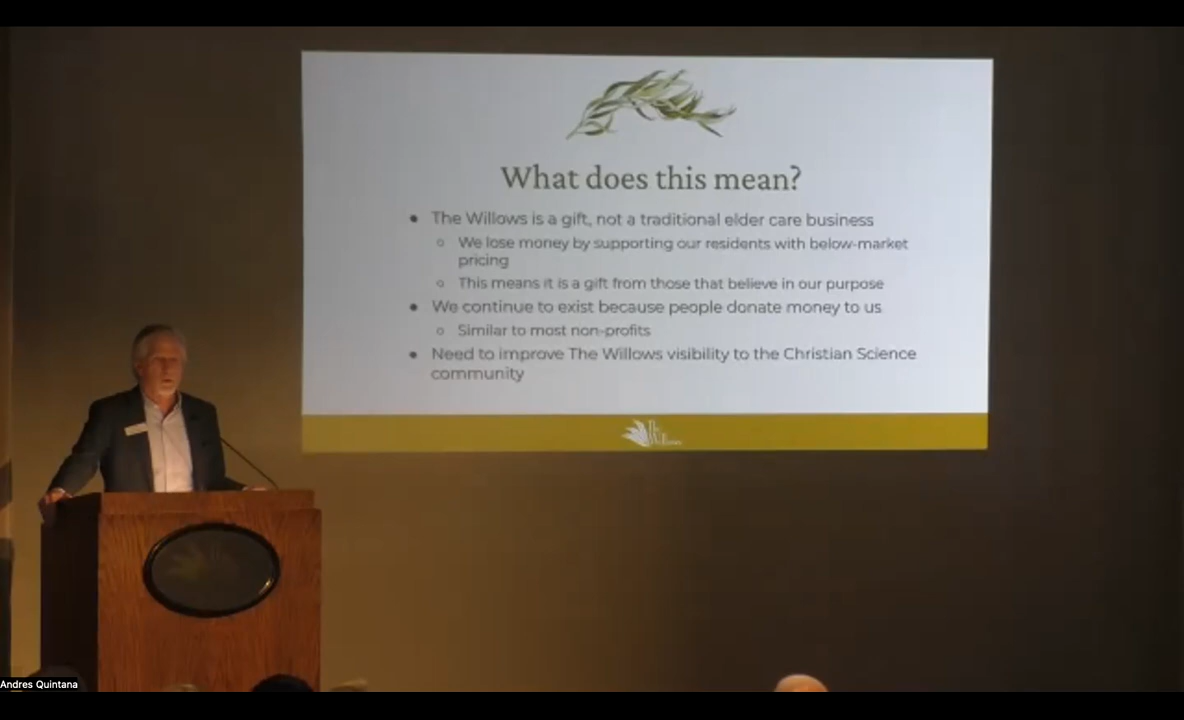 What does this mean?
● The Willows is a gift, not a traditional elder care business
○ We lose money by supporting our residents with below-market
pricing
○ This means it is a gift from those that believe in our purpose
● We continue to exist because people donate money to us
○ Similar to most non-profits
● Need to improve The Willows visibility to the Christian Science
community
Andres Quintana